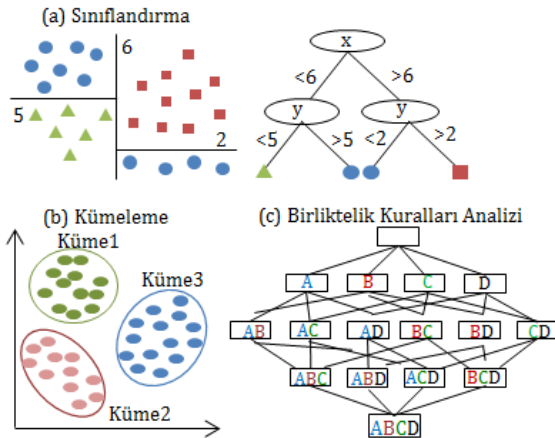 (a) Sınıflandırma
6
5
2
x
<6 >6
y y
<5 >5 <2 >2
(b) Kümeleme
Küme1
Küme3
Küme2
(c) Birliktelik Kuralları Analizi
A B C D
AB AC AD BC BD CD
ABC ABD ACD BCD
ABCD